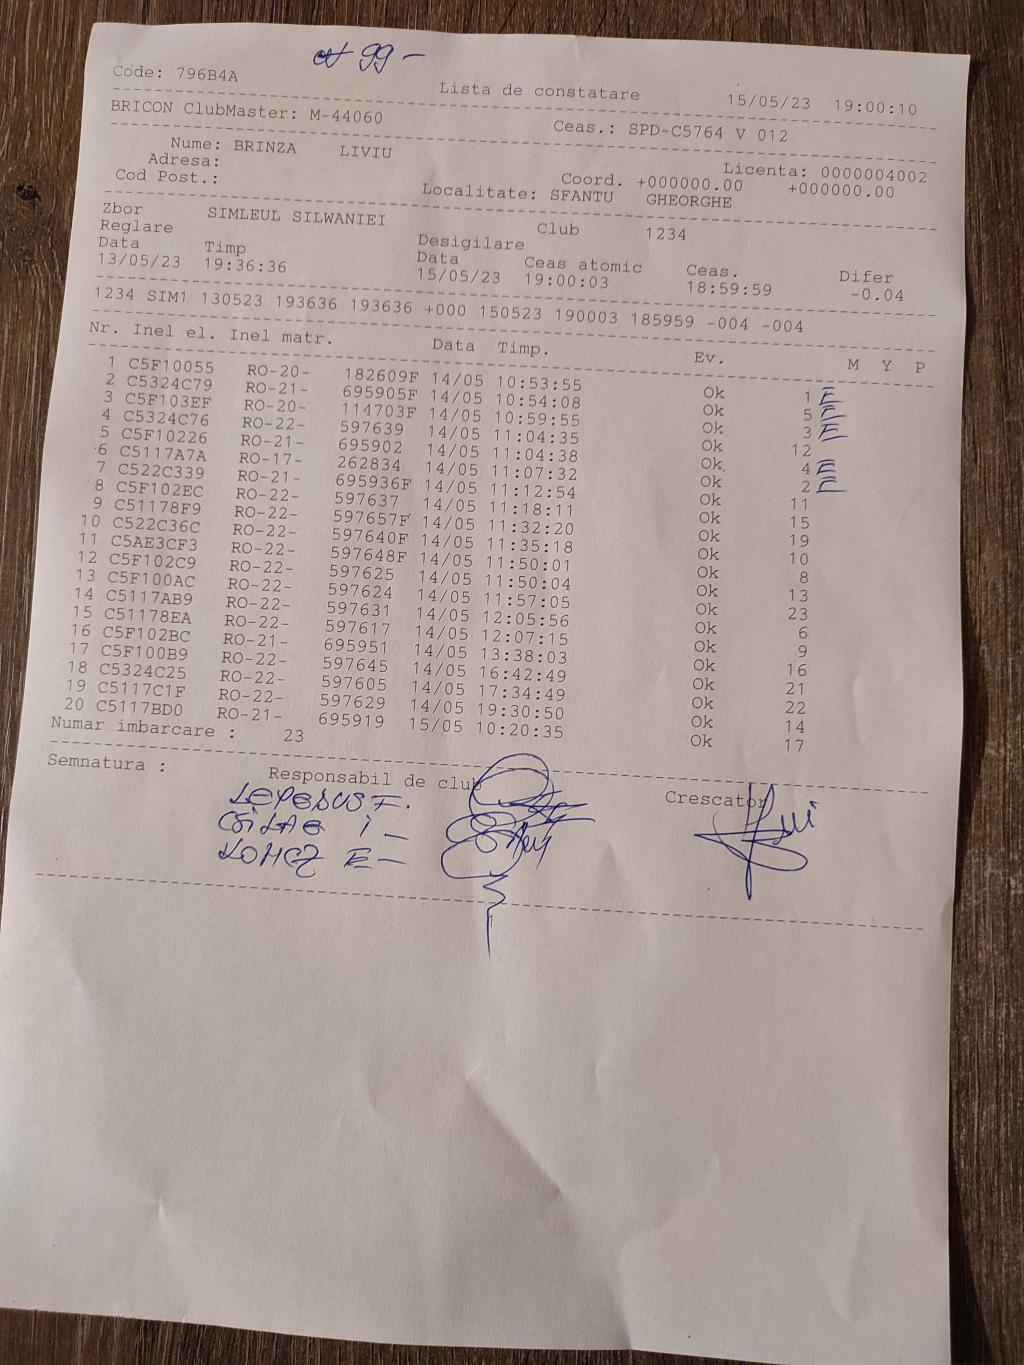 99 -
Code: 796B4A Lista de constatare 15/05/23 19:00:10
BRICON ClubMaster: M-44060 Ceas.: SPD-C5764 V 012
Nume: BRINZA LIVIU Licenta: 0000004002
Adresa: Coord. +000000.00 +000000.00
Cod Post.: Localitate: SFANTU GHEORGHE
Zbor SIMLEUL SILWANIEI Club 1234
Reglare Desigilare
Data Timp Data Ceas atomic Ceas. Difer
13/05/23 19:36:36 15/05/23 19:00:03 18:59:59 -0.04
1234 SIM1 130523 193636 193636 +000 150523 190003 185959 -004 -004
Nr. Inel el. Inel matr. Data Timp. Ev. M Y P
1 C5F10055 RO-20- 182609F 14/05 10:53:55 Ok 1 E
2 C5324C79 RO-21- 695905F 14/05 10:54:08 Ok 5 E
3 C5F103EF RO-20- 114703F 14/05 10:59:55 Ok 3 E
4 C5324C76 RO-22- 597639 14/05 11:04:35 Ok 12
5 C5F10226 RO-21- 695902 14/05 11:04:38 Ok 4 E
6 C5117A7A RO-17- 262834 14/05 11:07:32 Ok 2 E
7 C522C339 RO-21- 695936F 14/05 11:12:54 Ok 11
8 C5F102EC RO-22- 597637 14/05 11:18:11 Ok 15
9 C51178F9 RO-22- 597657F 14/05 11:32:20 Ok 19
10 C522C36C RO-22- 597640F 14/05 11:35:18 Ok 10
11 C5AE3CF3 RO-22- 597648F 14/05 11:50:01 Ok 8
12 C5F102C9 RO-22- 597625 14/05 11:50:04 Ok 13
13 C5F100AC RO-22- 597624 14/05 11:57:05 Ok 23
14 C5117AB9 RO-22- 597631 14/05 12:05:56 Ok 6
15 C51178EA RO-22- 597617 14/05 12:07:15 Ok 9
16 C5F102BC RO-21- 695951 14/05 13:38:03 Ok 16
17 C5F100B9 RO-22- 597645 14/05 16:42:49 Ok 21
18 C5324C25 RO-22- 597605 14/05 17:34:49 Ok 22
19 C5117C1F RO-22- 597629 14/05 19:30:50 Ok 14
20 C5117BD0 RO-21- 695919 15/05 10:20:35 Ok 17
Numar imbarcare : 23
Semnatura : Responsabil de club Crescator